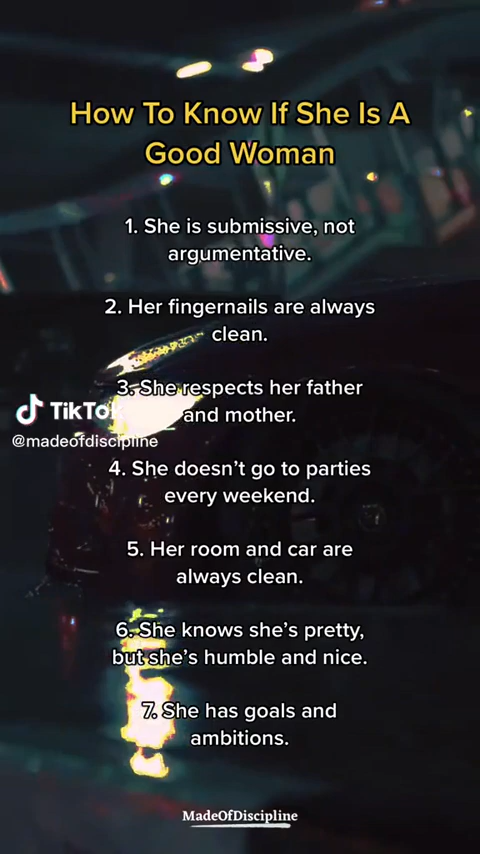 How To Know If She Is A
Good Woman
1. She is submissive, not
argumentative.
2. Her fingernails are always
clean.
3. She respects her father
and mother.
TikTok
@madeofdiscipline
4. She doesn't go to parties
every weekend.
5. Her room and car are
always clean.
6. She knows she's pretty,
but she's humble and nice.
7. She has goals and
ambitions.
MadeOfDiscipline